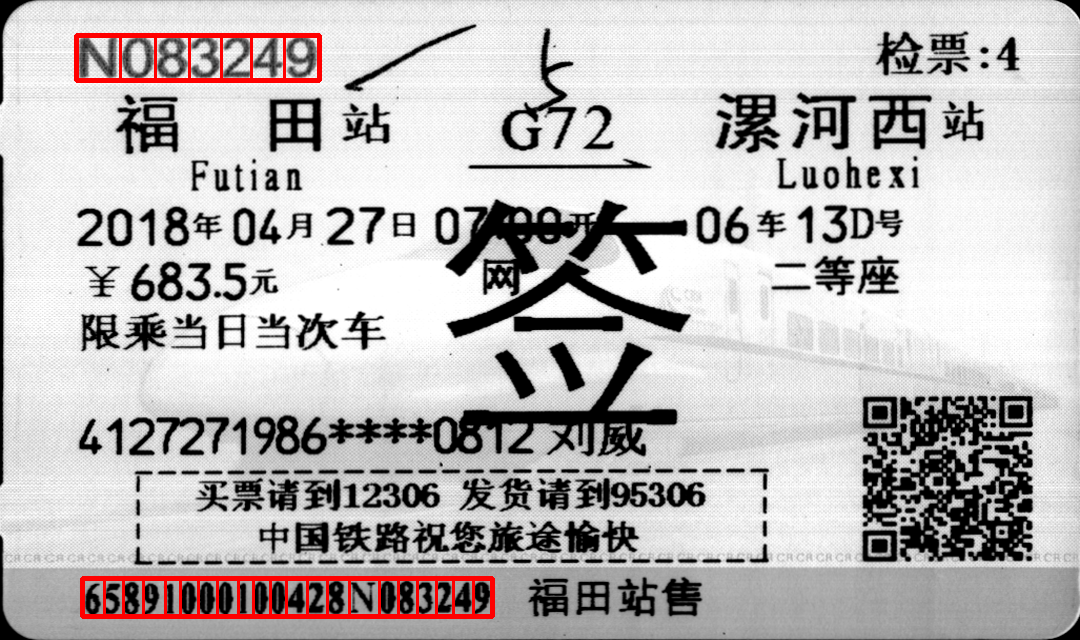 N083249
检票:4
5
福田站 G72 漯河西站
Futian Luohexi
2018年04月27日 07:00开 06车13D号
￥683.5元 网 二等座
限乘当日当次车
签
4127271986****0812 刘威
买票请到12306 发货请到95306
中国铁路祝您旅途愉快
65891000100428N083249 福田站售